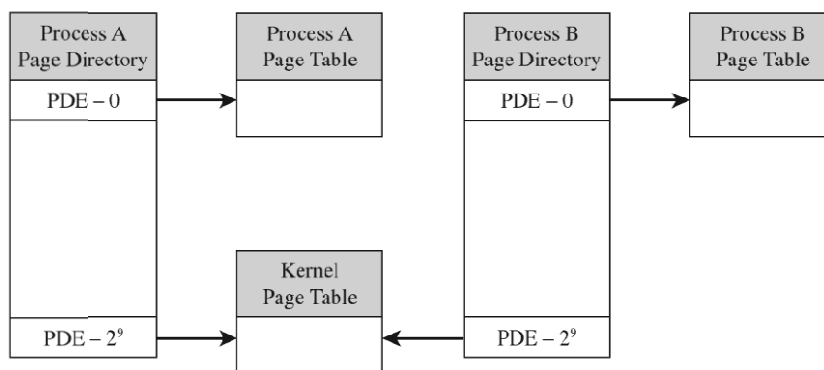 Process A
Page Directory
PDE – 0
PDE – 2⁹
Process A
Page Table
Kernel
Page Table
Process B
Page Directory
PDE – 0
PDE – 2⁹
Process B
Page Table